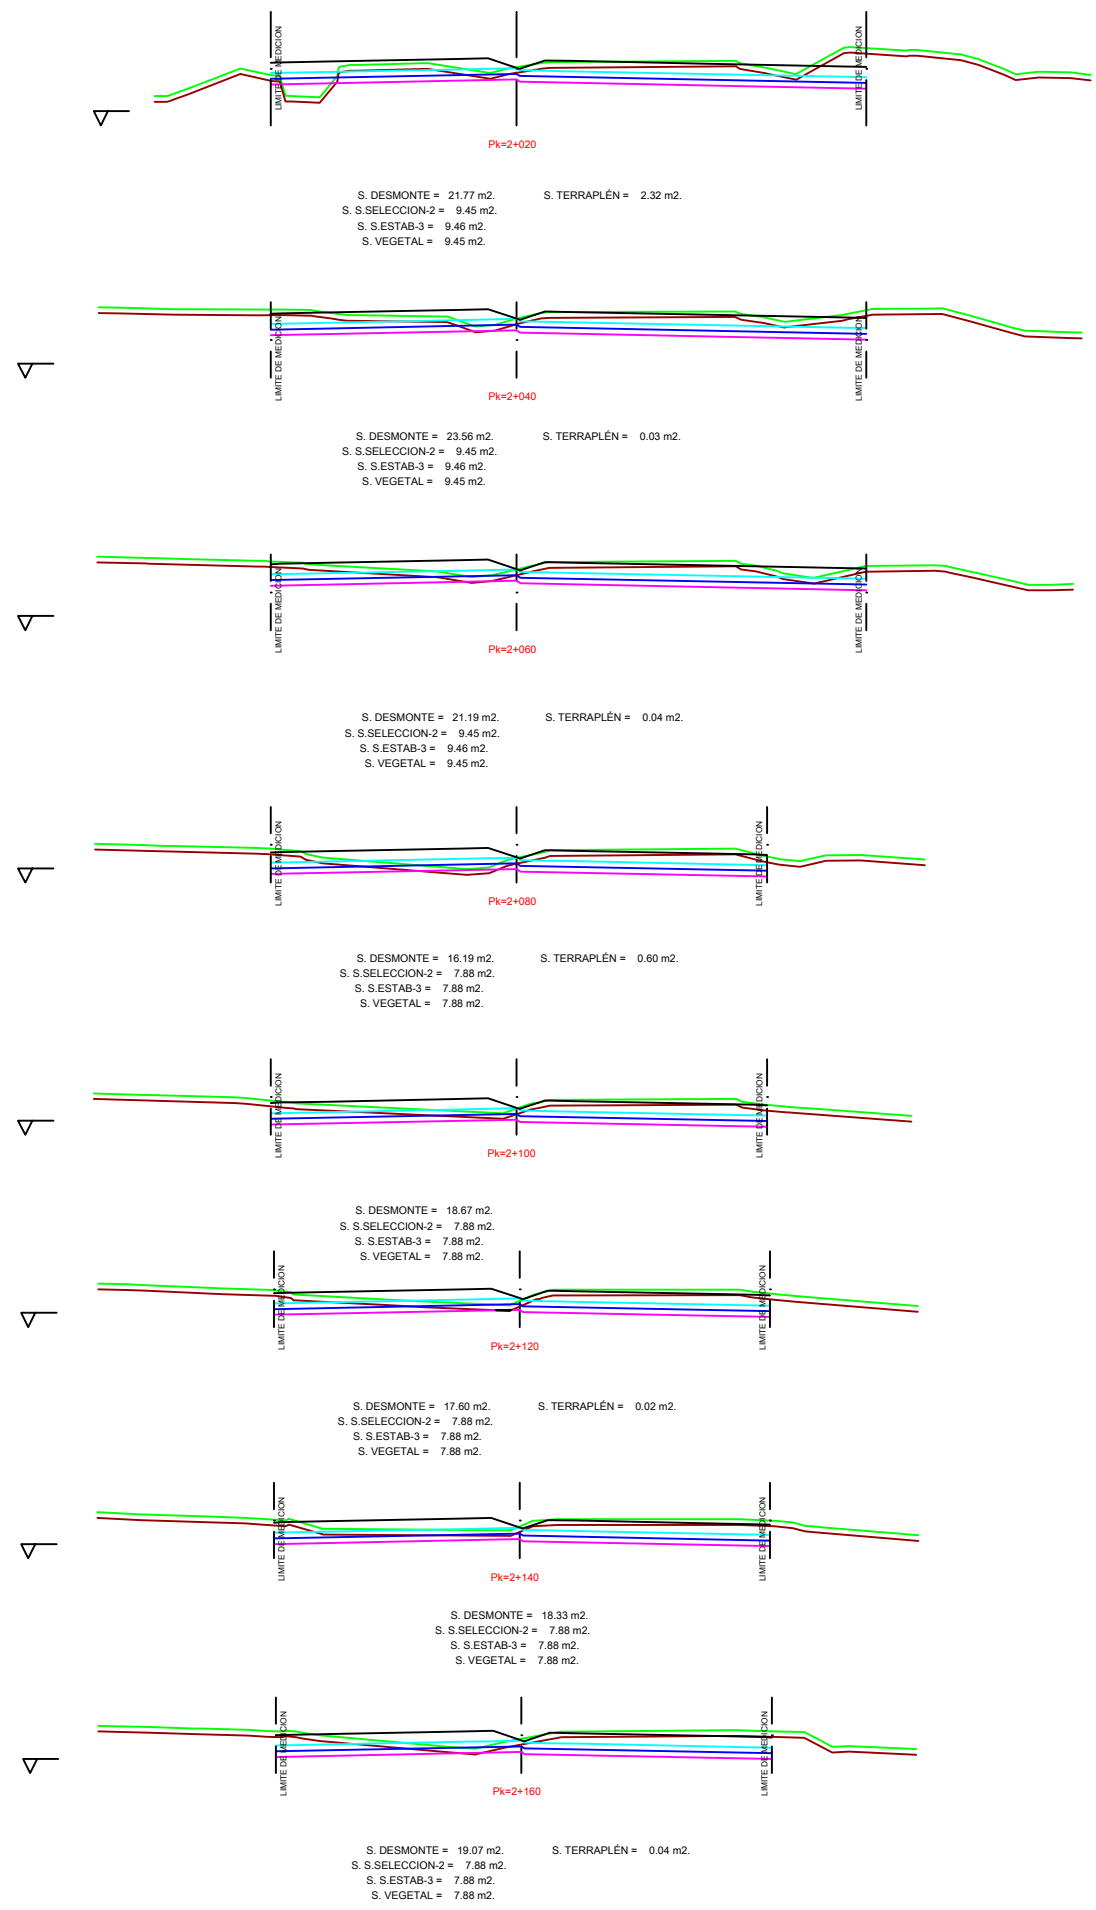 LIMITE DE MEDICION
LIMITE DE MEDICION
Pk=2+020
S. DESMONTE = 21.77 m2. S. TERRAPLÉN = 2.32 m2.
S. S.SELECCION-2 = 9.45 m2.
S. S.ESTAB-3 = 9.46 m2.
S. VEGETAL = 9.45 m2.
LIMITE DE MEDICION
LIMITE DE MEDICION
Pk=2+040
S. DESMONTE = 23.56 m2. S. TERRAPLÉN = 0.03 m2.
S. S.SELECCION-2 = 9.45 m2.
S. S.ESTAB-3 = 9.46 m2.
S. VEGETAL = 9.45 m2.
LIMITE DE MEDICION
LIMITE DE MEDICION
Pk=2+060
S. DESMONTE = 21.19 m2. S. TERRAPLÉN = 0.04 m2.
S. S.SELECCION-2 = 9.45 m2.
S. S.ESTAB-3 = 9.46 m2.
S. VEGETAL = 9.45 m2.
LIMITE DE MEDICION
LIMITE DE MEDICION
Pk=2+080
S. DESMONTE = 16.19 m2. S. TERRAPLÉN = 0.60 m2.
S. S.SELECCION-2 = 7.88 m2.
S. S.ESTAB-3 = 7.88 m2.
S. VEGETAL = 7.88 m2.
LIMITE DE MEDICION
LIMITE DE MEDICION
Pk=2+100
S. DESMONTE = 18.67 m2.
S. S.SELECCION-2 = 7.88 m2.
S. S.ESTAB-3 = 7.88 m2.
S. VEGETAL = 7.88 m2.
LIMITE DE MEDICION
LIMITE DE MEDICION
Pk=2+120
S. DESMONTE = 17.60 m2. S. TERRAPLÉN = 0.02 m2.
S. S.SELECCION-2 = 7.88 m2.
S. S.ESTAB-3 = 7.88 m2.
S. VEGETAL = 7.88 m2.
LIMITE DE MEDICION
LIMITE DE MEDICION
Pk=2+140
S. DESMONTE = 18.33 m2.
S. S.SELECCION-2 = 7.88 m2.
S. S.ESTAB-3 = 7.88 m2.
S. VEGETAL = 7.88 m2.
LIMITE DE MEDICION
LIMITE DE MEDICION
Pk=2+160
S. DESMONTE = 19.07 m2. S. TERRAPLÉN = 0.04 m2.
S. S.SELECCION-2 = 7.88 m2.
S. S.ESTAB-3 = 7.88 m2.
S. VEGETAL = 7.88 m2.